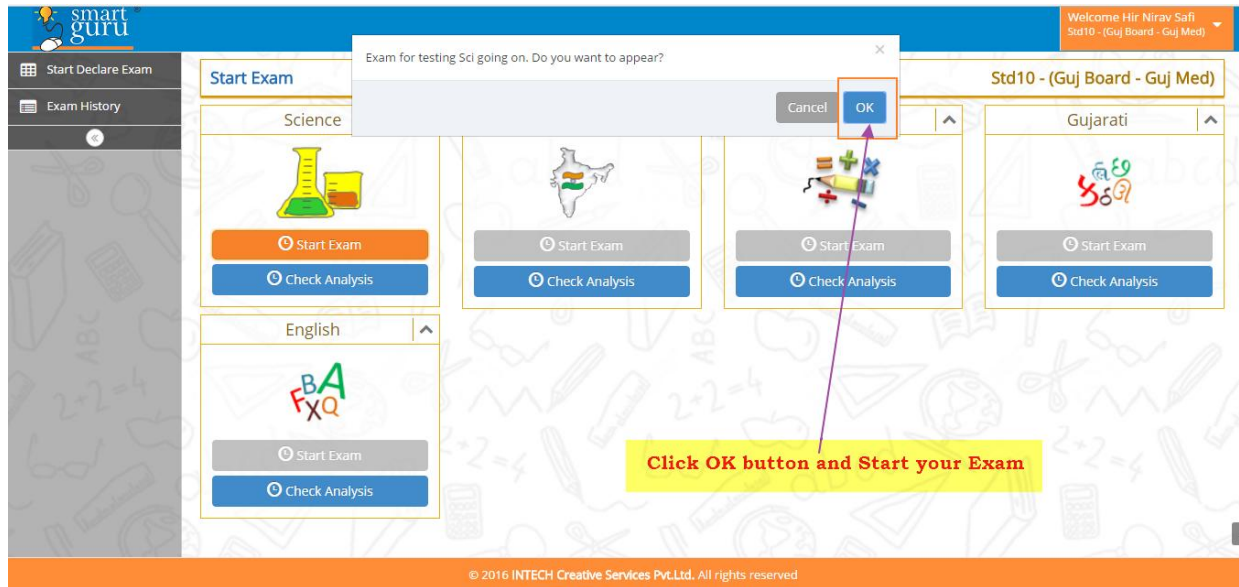 smart
guru
Welcome Hir Nirav Safi
Std10 - (Guj Board - Guj Med)
Exam for testing Sci going on. Do you want to appear?
×
Cancel
OK
Start Declare Exam
Exam History
Start Exam
Std10 - (Guj Board - Guj Med)
Science
Gujarati
Start Exam
Start Exam
Start Exam
Start Exam
Check Analysis
Check Analysis
Check Analysis
Check Analysis
English
FBAXQ
Start Exam
Check Analysis
Click OK button and Start your Exam
© 2016 INTECH Creative Services Pvt.Ltd. All rights reserved